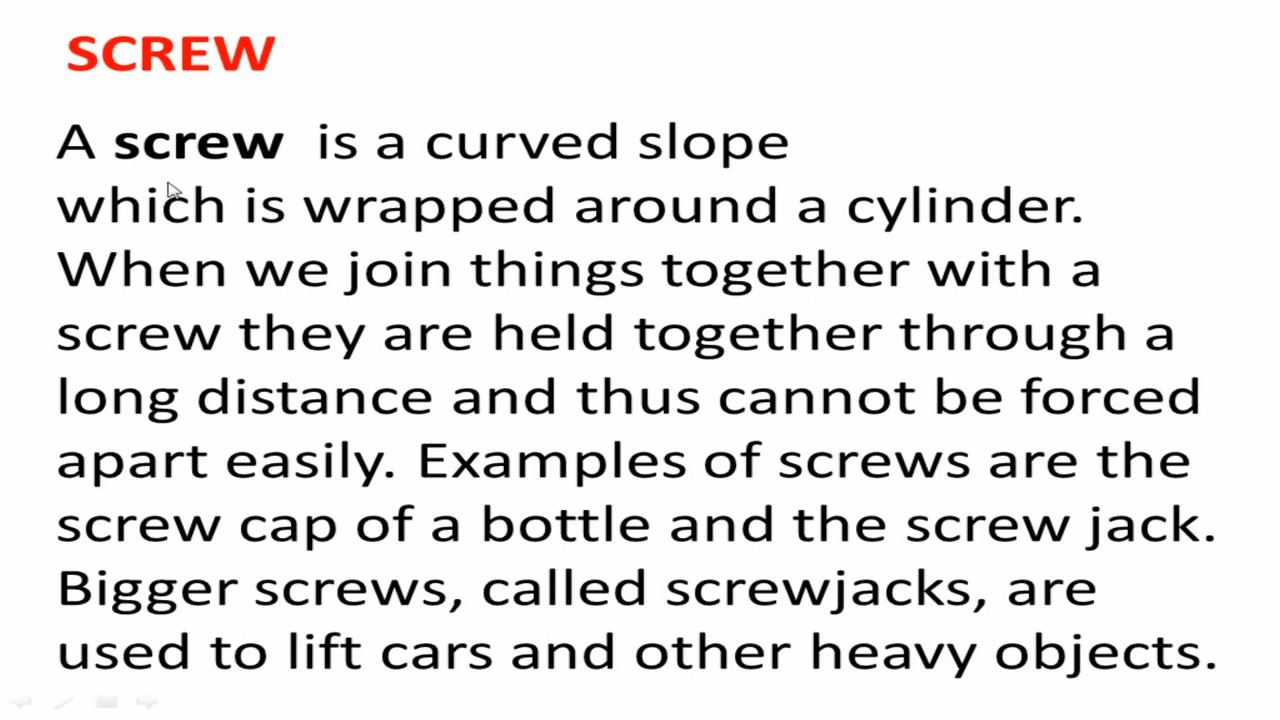 SCREW
A screw is a curved slope
which is wrapped around a cylinder.
When we join things together with a
screw they are held together through a
long distance and thus cannot be forced
apart easily. Examples of screws are the
screw cap of a bottle and the screw jack.
Bigger screws, called screwjacks, are
used to lift cars and other heavy objects.